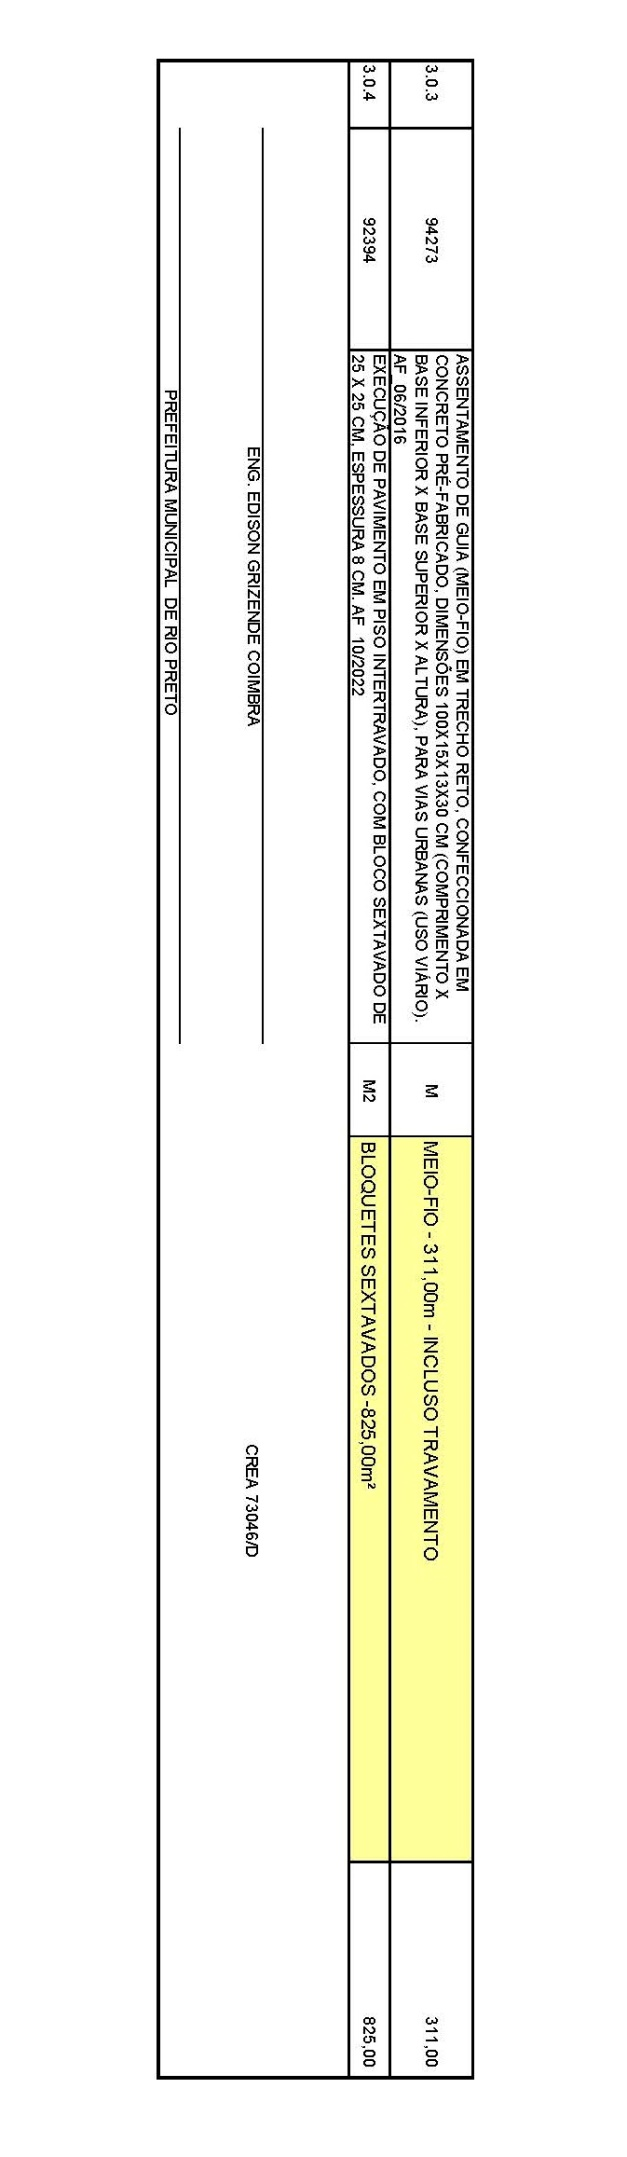 3.0.3
94273
ASSENTAMENTO DE GUIA (MEIO-FIO) EM TRECHO RETO, CONFECCIONADA EM
CONCRETO PRÉ-FABRICADO, DIMENSÕES 100X15X13X30 CM (COMPRIMENTO X
BASE INFERIOR X BASE SUPERIOR X ALTURA), PARA VIAS URBANAS (USO VIÁRIO).
AF_06/2016
M
MEIO-FIO - 311,00m - INCLUSO TRAVAMENTO
311,00
3.0.4
92394
EXECUÇÃO DE PAVIMENTO EM PISO INTERTRAVADO, COM BLOCO SEXTAVADO DE
25 X 25 CM, ESPESSURA 8 CM. AF_10/2022
M2
BLOQUETES SEXTAVADOS -825,00m²
825,00
ENG. EDISON GRIZENDE COIMBRA
CREA 73046/D
PREFEITURA MUNICIPAL DE RIO PRETO